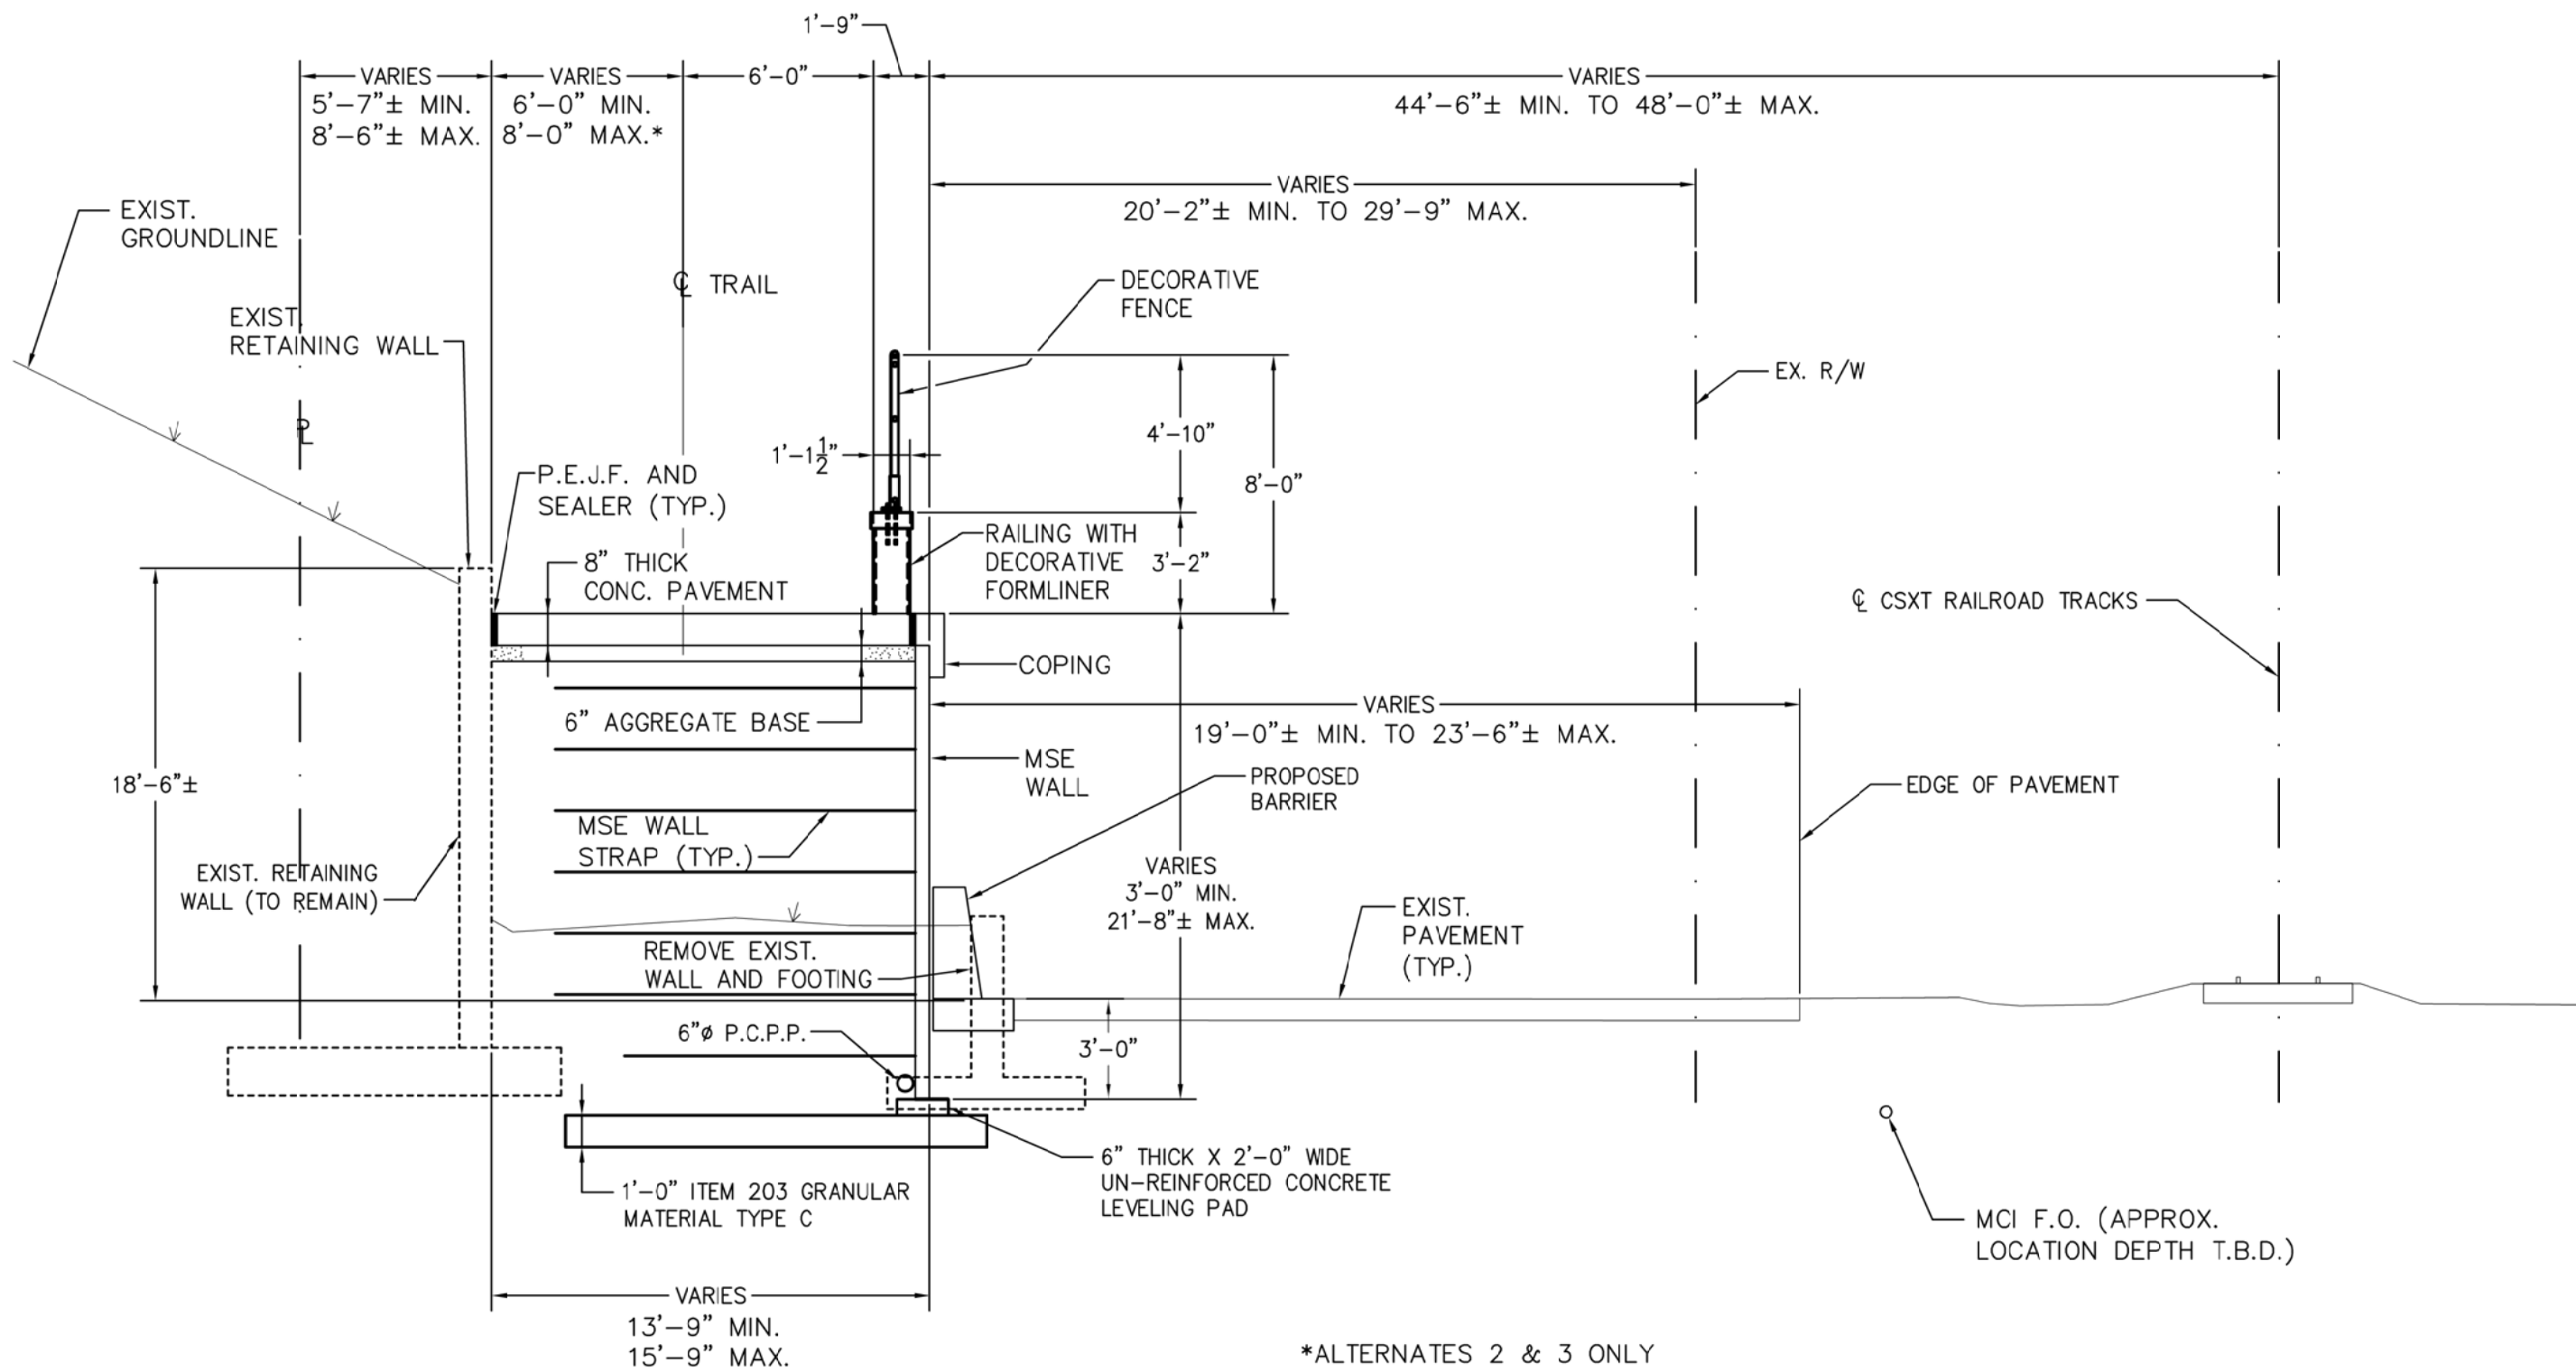 1'-9"
VARIES
5'-7"± MIN.
8'-6"± MAX.
VARIES
6'-0" MIN.
8'-0" MAX.*
6'-0"
VARIES
44'-6"± MIN. TO 48'-0"± MAX.
VARIES
20'-2"± MIN. TO 29'-9" MAX.
EXIST.
GROUNDLINE
℄ TRAIL
DECORATIVE
FENCE
EXIST.
RETAINING WALL
EX. R/W
PL
4'-10"
1'-1 1/2"
8'-0"
P.E.J.F. AND
SEALER (TYP.)
RAILING WITH
DECORATIVE
FORMLINER
3'-2"
8" THICK
CONC. PAVEMENT
℄ CSXT RAILROAD TRACKS
COPING
6" AGGREGATE BASE
VARIES
19'-0"± MIN. TO 23'-6"± MAX.
MSE
WALL
18'-6"±
PROPOSED
BARRIER
EDGE OF PAVEMENT
MSE WALL
STRAP (TYP.)
EXIST. RETAINING
WALL (TO REMAIN)
VARIES
3'-0" MIN.
21'-8"± MAX.
EXIST.
PAVEMENT
(TYP.)
REMOVE EXIST.
WALL AND FOOTING
6"ø P.C.P.P.
3'-0"
6" THICK X 2'-0" WIDE
UN-REINFORCED CONCRETE
LEVELING PAD
1'-0" ITEM 203 GRANULAR
MATERIAL TYPE C
MCI F.O. (APPROX.
LOCATION DEPTH T.B.D.)
VARIES
13'-9" MIN.
15'-9" MAX.
*ALTERNATES 2 & 3 ONLY